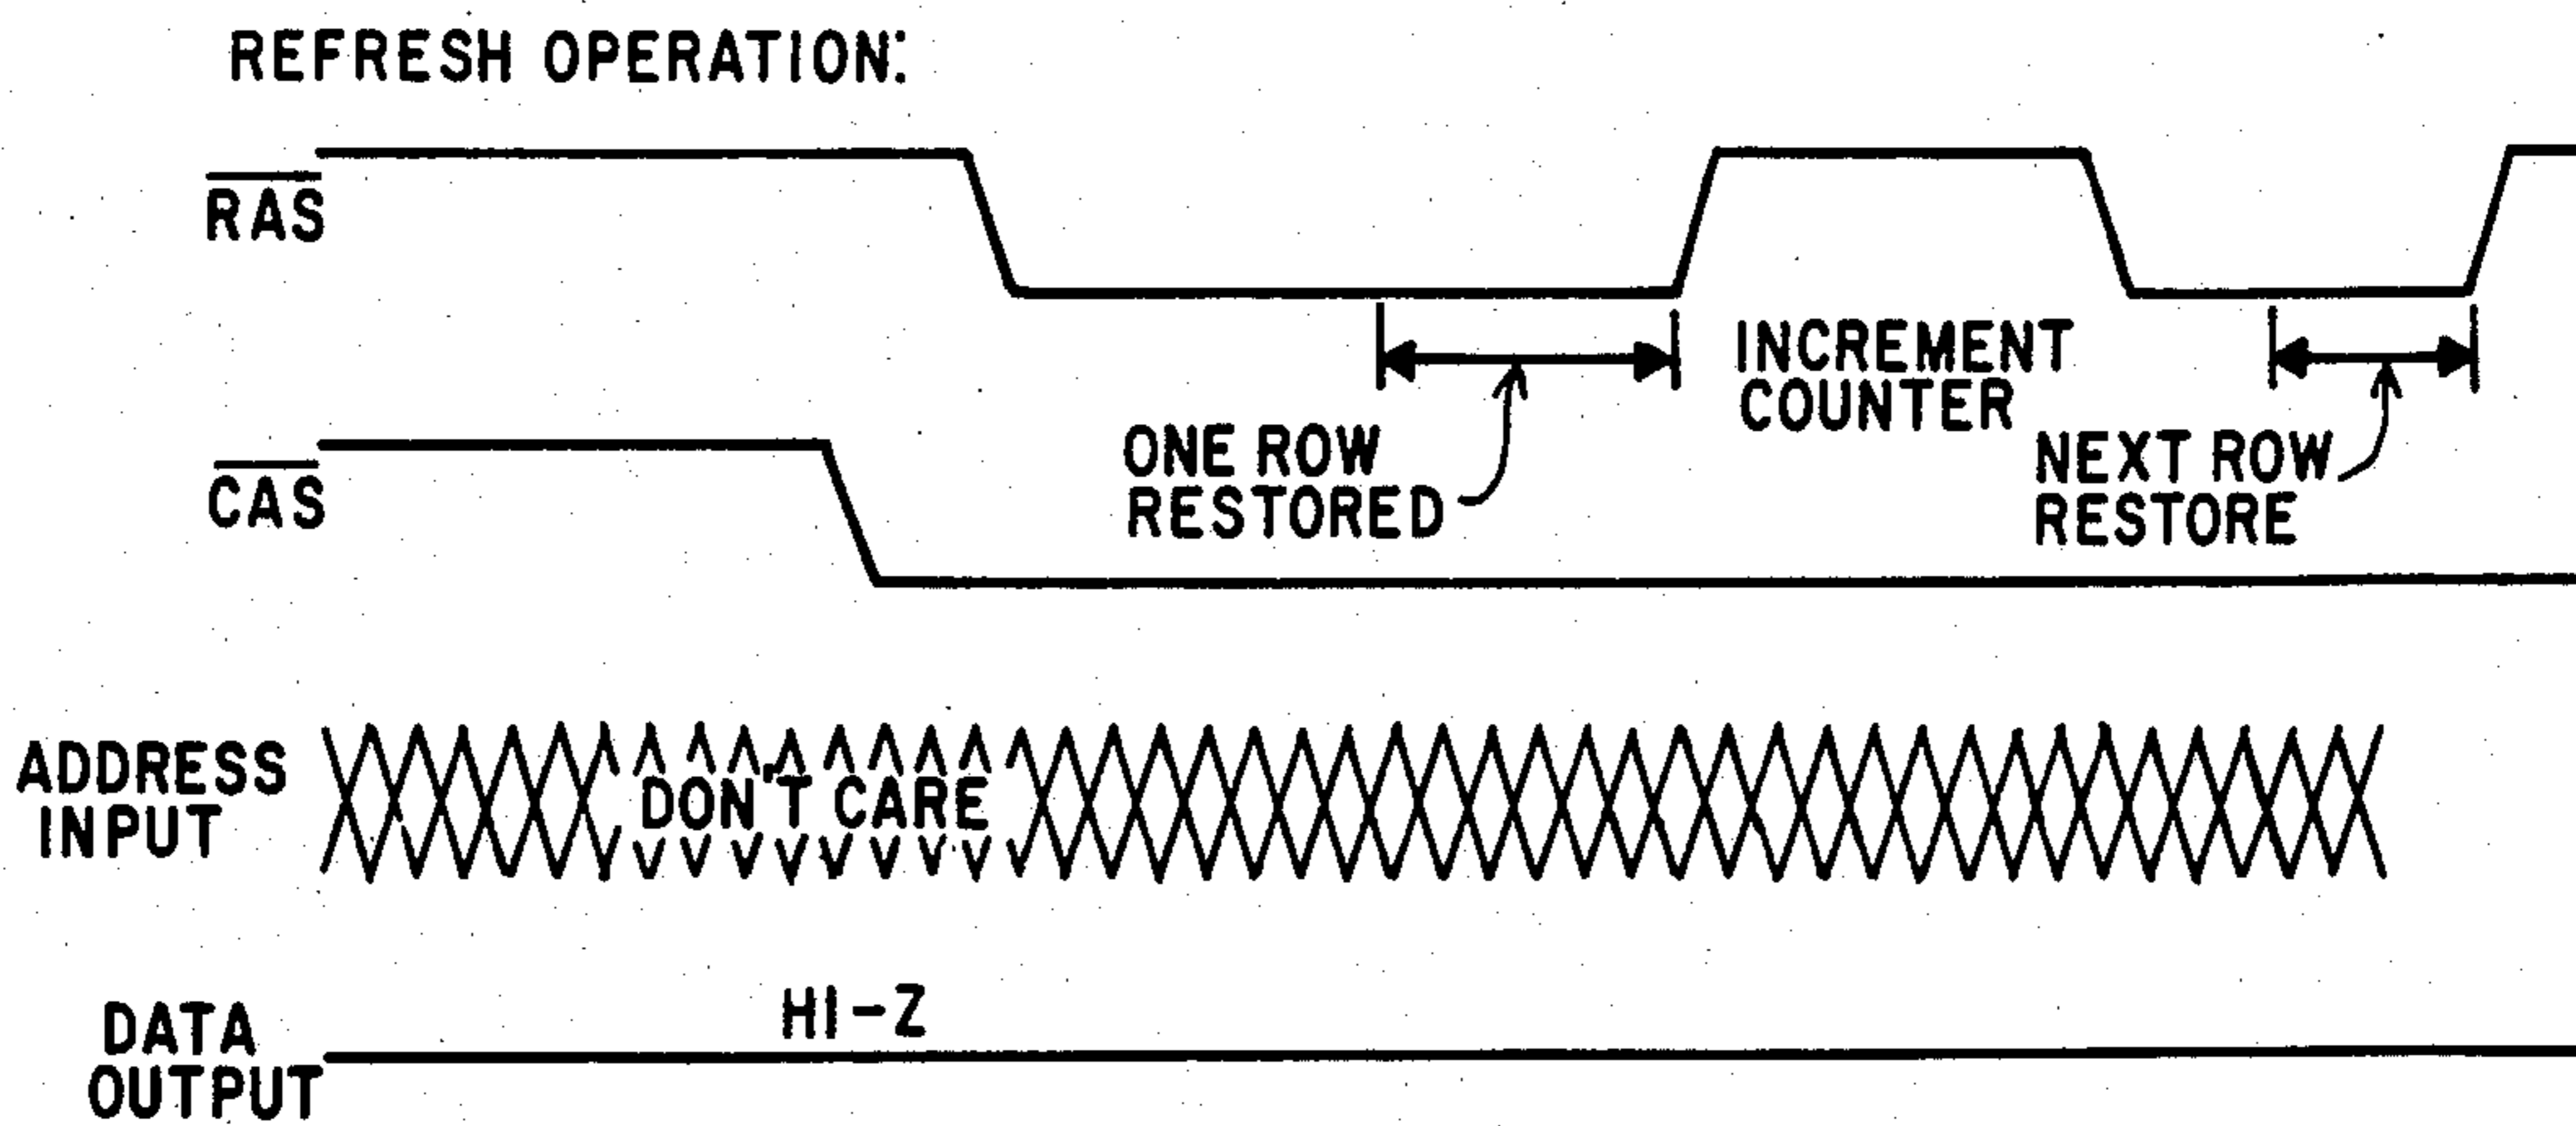 REFRESH OPERATION:
RAS
INCREMENT
COUNTER
ONE ROW
RESTORED
NEXT ROW
RESTORE
CAS
ADDRESS
INPUT
DON'T CARE
HI-Z
DATA
OUTPUT